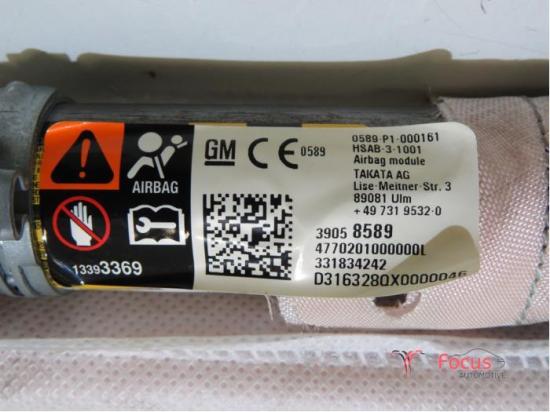 AIRBAG
13393369
GM CE 0589
0589-P1-000161
HSAB-3-1001
Airbag module
TAKATA AG
Lise-Meitner-Str. 3
89081 Ulm
+49 731 9532-0
3905 8589
4770201000000L
331834242
D316328QX0000046
Focus
AUTOMOTIVE